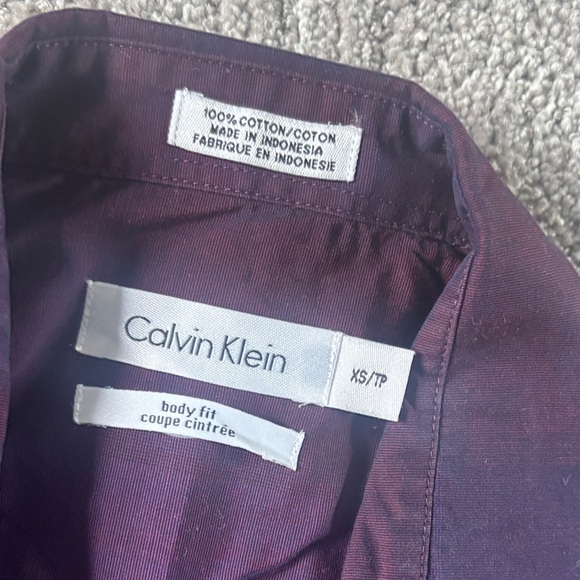 100% COTTON/COTON
MADE IN INDONESIA
FABRIQUE EN INDONESIE
Calvin Klein
XS/TP
body fit
coupe cintrée